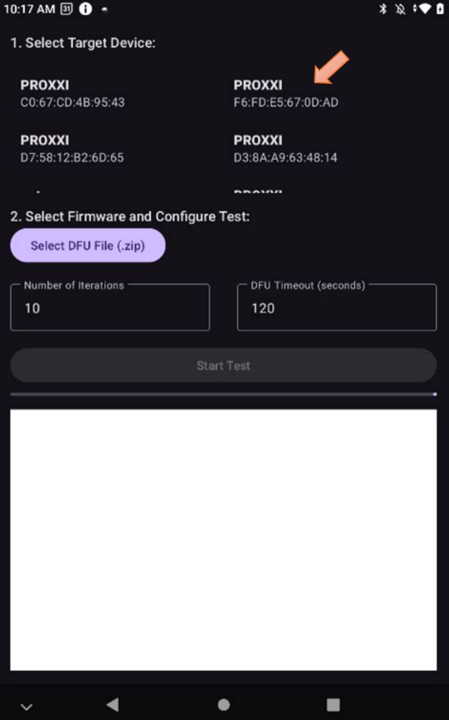 10:17 AM 31
1. Select Target Device:
PROXXI PROXXI
C0:67:CD:4B:95:43 F6:FD:E5:67:0D:AD
PROXXI PROXXI
D7:58:12:B2:6D:65 D3:8A:A9:63:48:14
2. Select Firmware and Configure Test:
Select DFU File (.zip)
Number of Iterations DFU Timeout (seconds)
10 120
Start Test